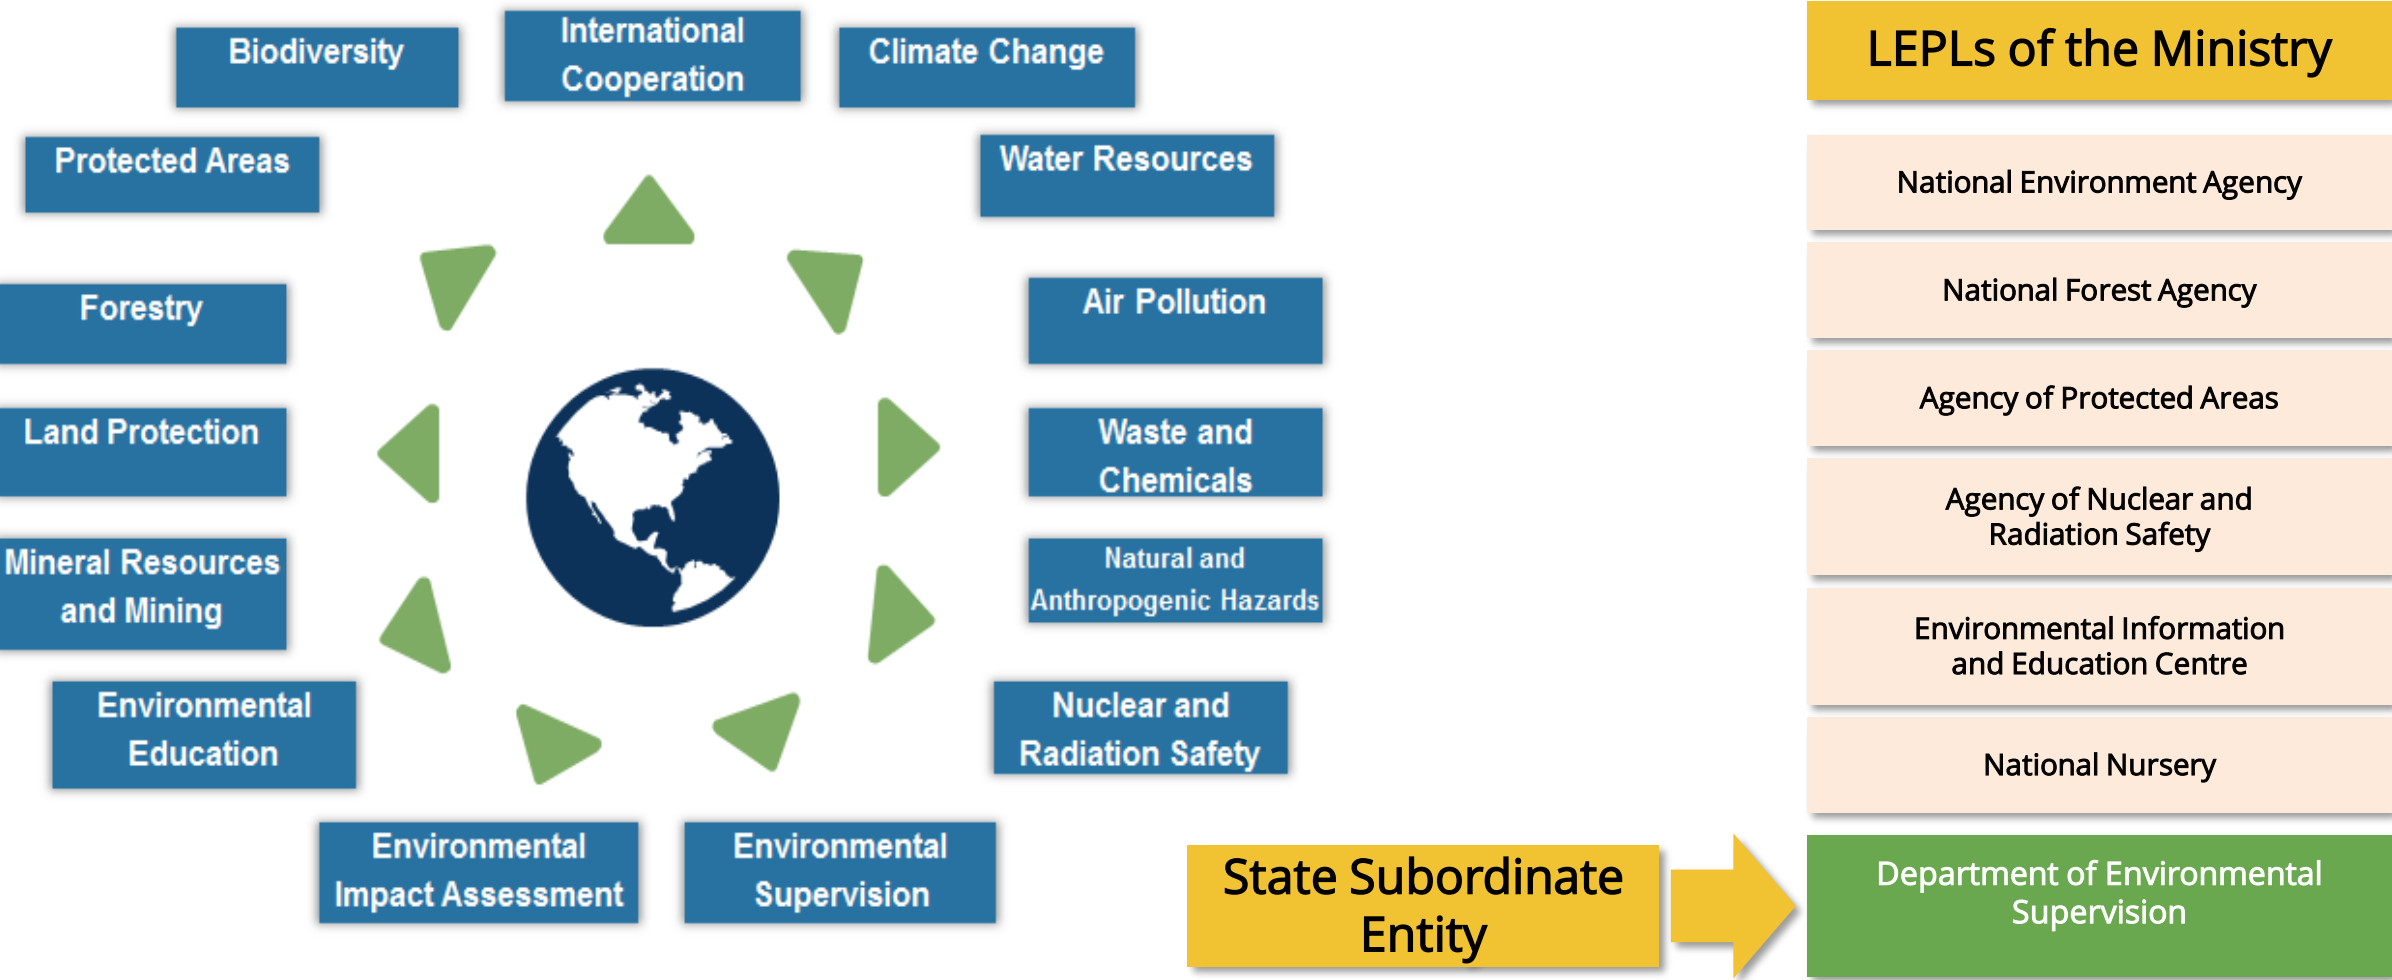 International
Cooperation
Biodiversity
Climate Change
Protected Areas
Water Resources
Forestry
Air Pollution
Land Protection
Waste and
Chemicals
Mineral Resources
and Mining
Natural and
Anthropogenic Hazards
Environmental
Education
Nuclear and
Radiation Safety
Environmental
Impact Assessment
Environmental
Supervision
State Subordinate
Entity
LEPLs of the Ministry
National Environment Agency
National Forest Agency
Agency of Protected Areas
Agency of Nuclear and
Radiation Safety
Environmental Information
and Education Centre
National Nursery
Department of Environmental
Supervision